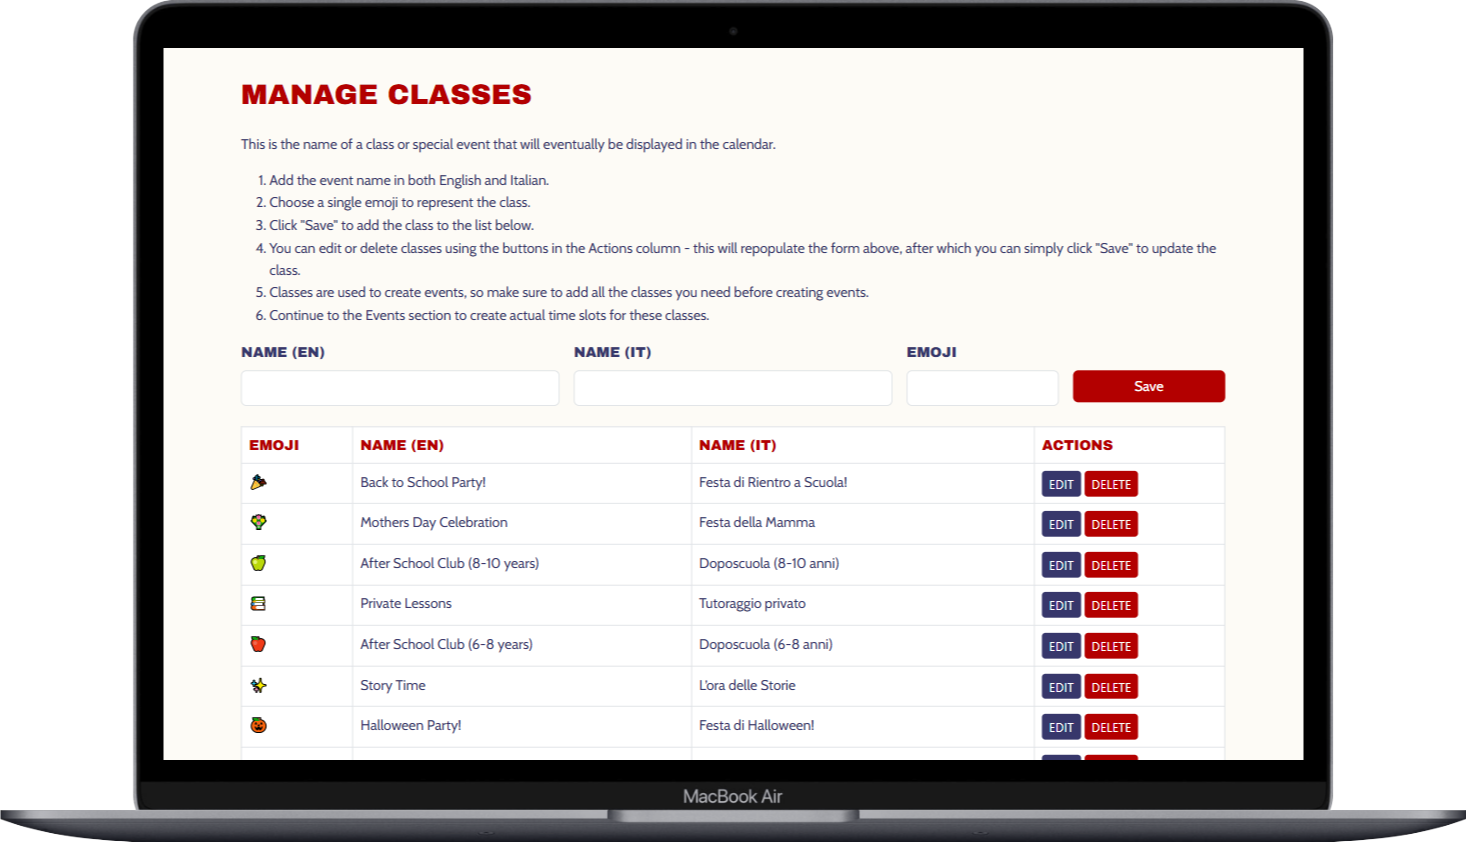 MANAGE CLASSES
This is the name of a class or special event that will eventually be displayed in the calendar.
1. Add the event name in both English and Italian.
2. Choose a single emoji to represent the class.
3. Click "Save" to add the class to the list below.
4. You can edit or delete classes using the buttons in the Actions column - this will repopulate the form above, after which you can simply click "Save" to update the
class.
5. Classes are used to create events, so make sure to add all the classes you need before creating events.
6. Continue to the Events section to create actual time slots for these classes.
NAME (EN) NAME (IT) EMOJI
Save
EMOJI NAME (EN) NAME (IT) ACTIONS
Back to School Party! Festa di Rientro a Scuola! EDIT DELETE
Mothers Day Celebration Festa della Mamma EDIT DELETE
After School Club (8-10 years) Doposcuola (8-10 anni) EDIT DELETE
Private Lessons Tutoraggio privato EDIT DELETE
After School Club (6-8 years) Doposcuola (6-8 anni) EDIT DELETE
Story Time L'ora delle Storie EDIT DELETE
Halloween Party! Festa di Halloween! EDIT DELETE
MacBook Air